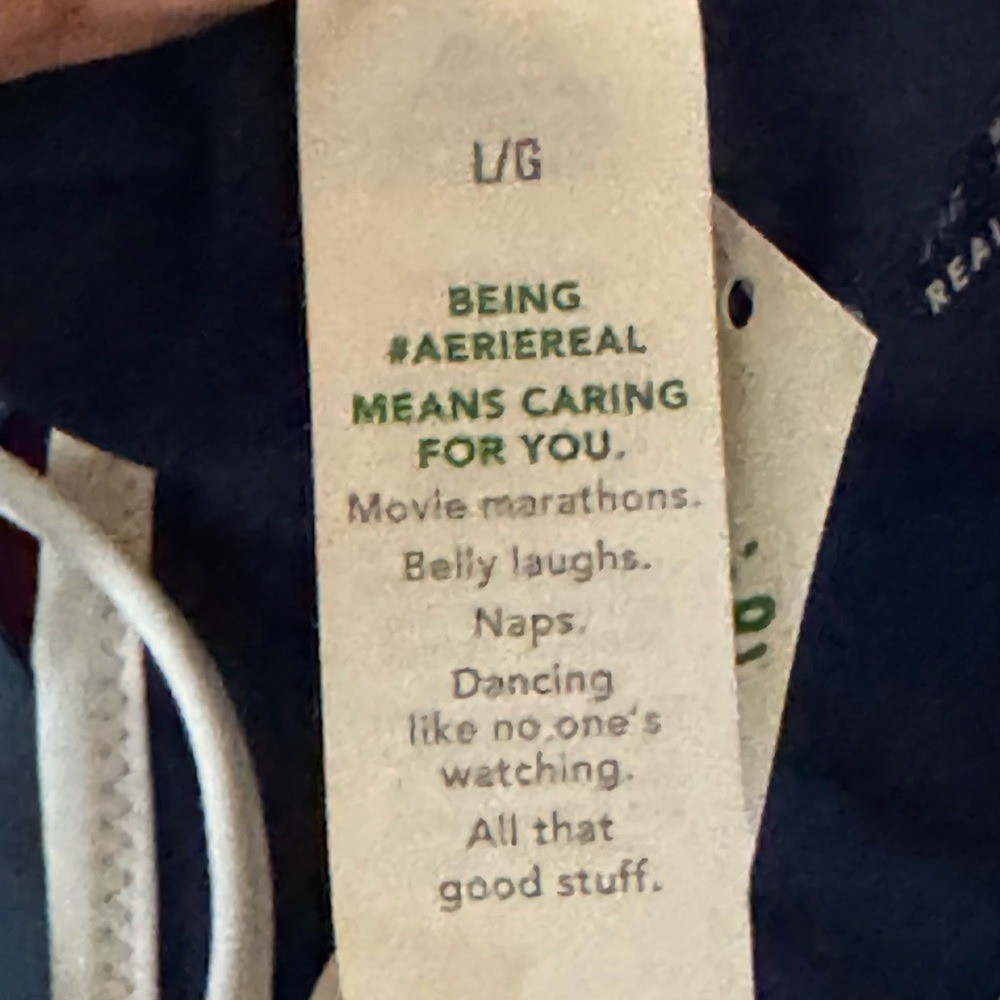 L/G
BEING
#AERIEREAL
MEANS CARING
FOR YOU.
Movie marathons.
Belly laughs.
Naps.
Dancing
like no one's
watching.
All that
good stuff.